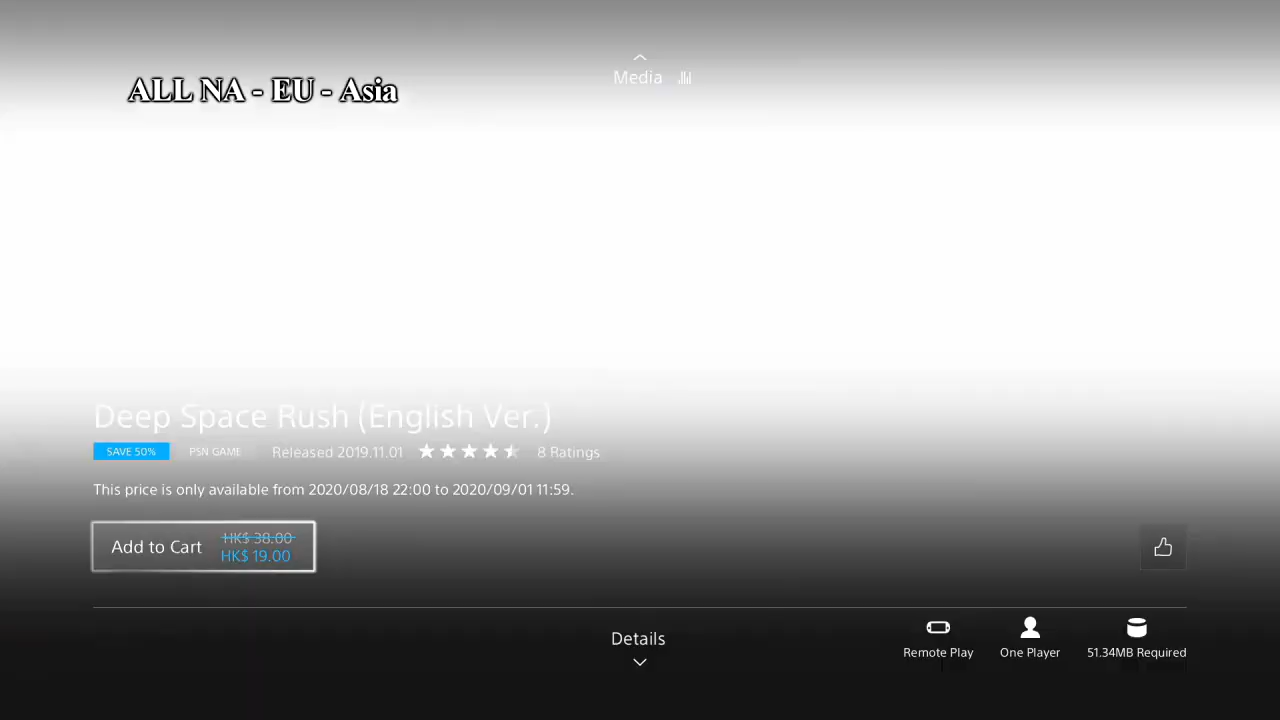 Media
ALL NA - EU - Asia
Deep Space Rush (English Ver.)
SAVE 50% PSN GAME Released 2019.11.01 8 Ratings
This price is only available from 2020/08/18 22:00 to 2020/09/01 11:59.
Add to Cart HK$ 38.00
HK$ 19.00
Details
Remote Play One Player 51.34MB Required